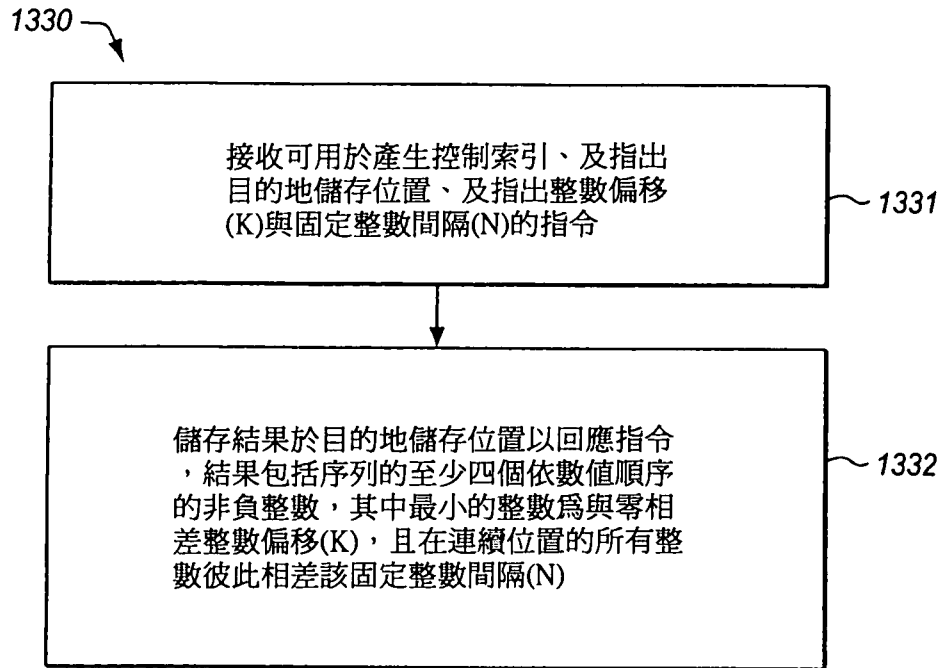 1330
接收可用於產生控制索引、及指出
目的地儲存位置、及指出整數偏移
(K)與固定整數間隔(N)的指令
1331
儲存結果於目的地儲存位置以回應指令
，結果包括序列的至少四個依數值順序
的非負整數，其中最小的整數爲與零相
差整數偏移(K)，且在連續位置的所有整
數彼此相差該固定整數間隔(N)
1332